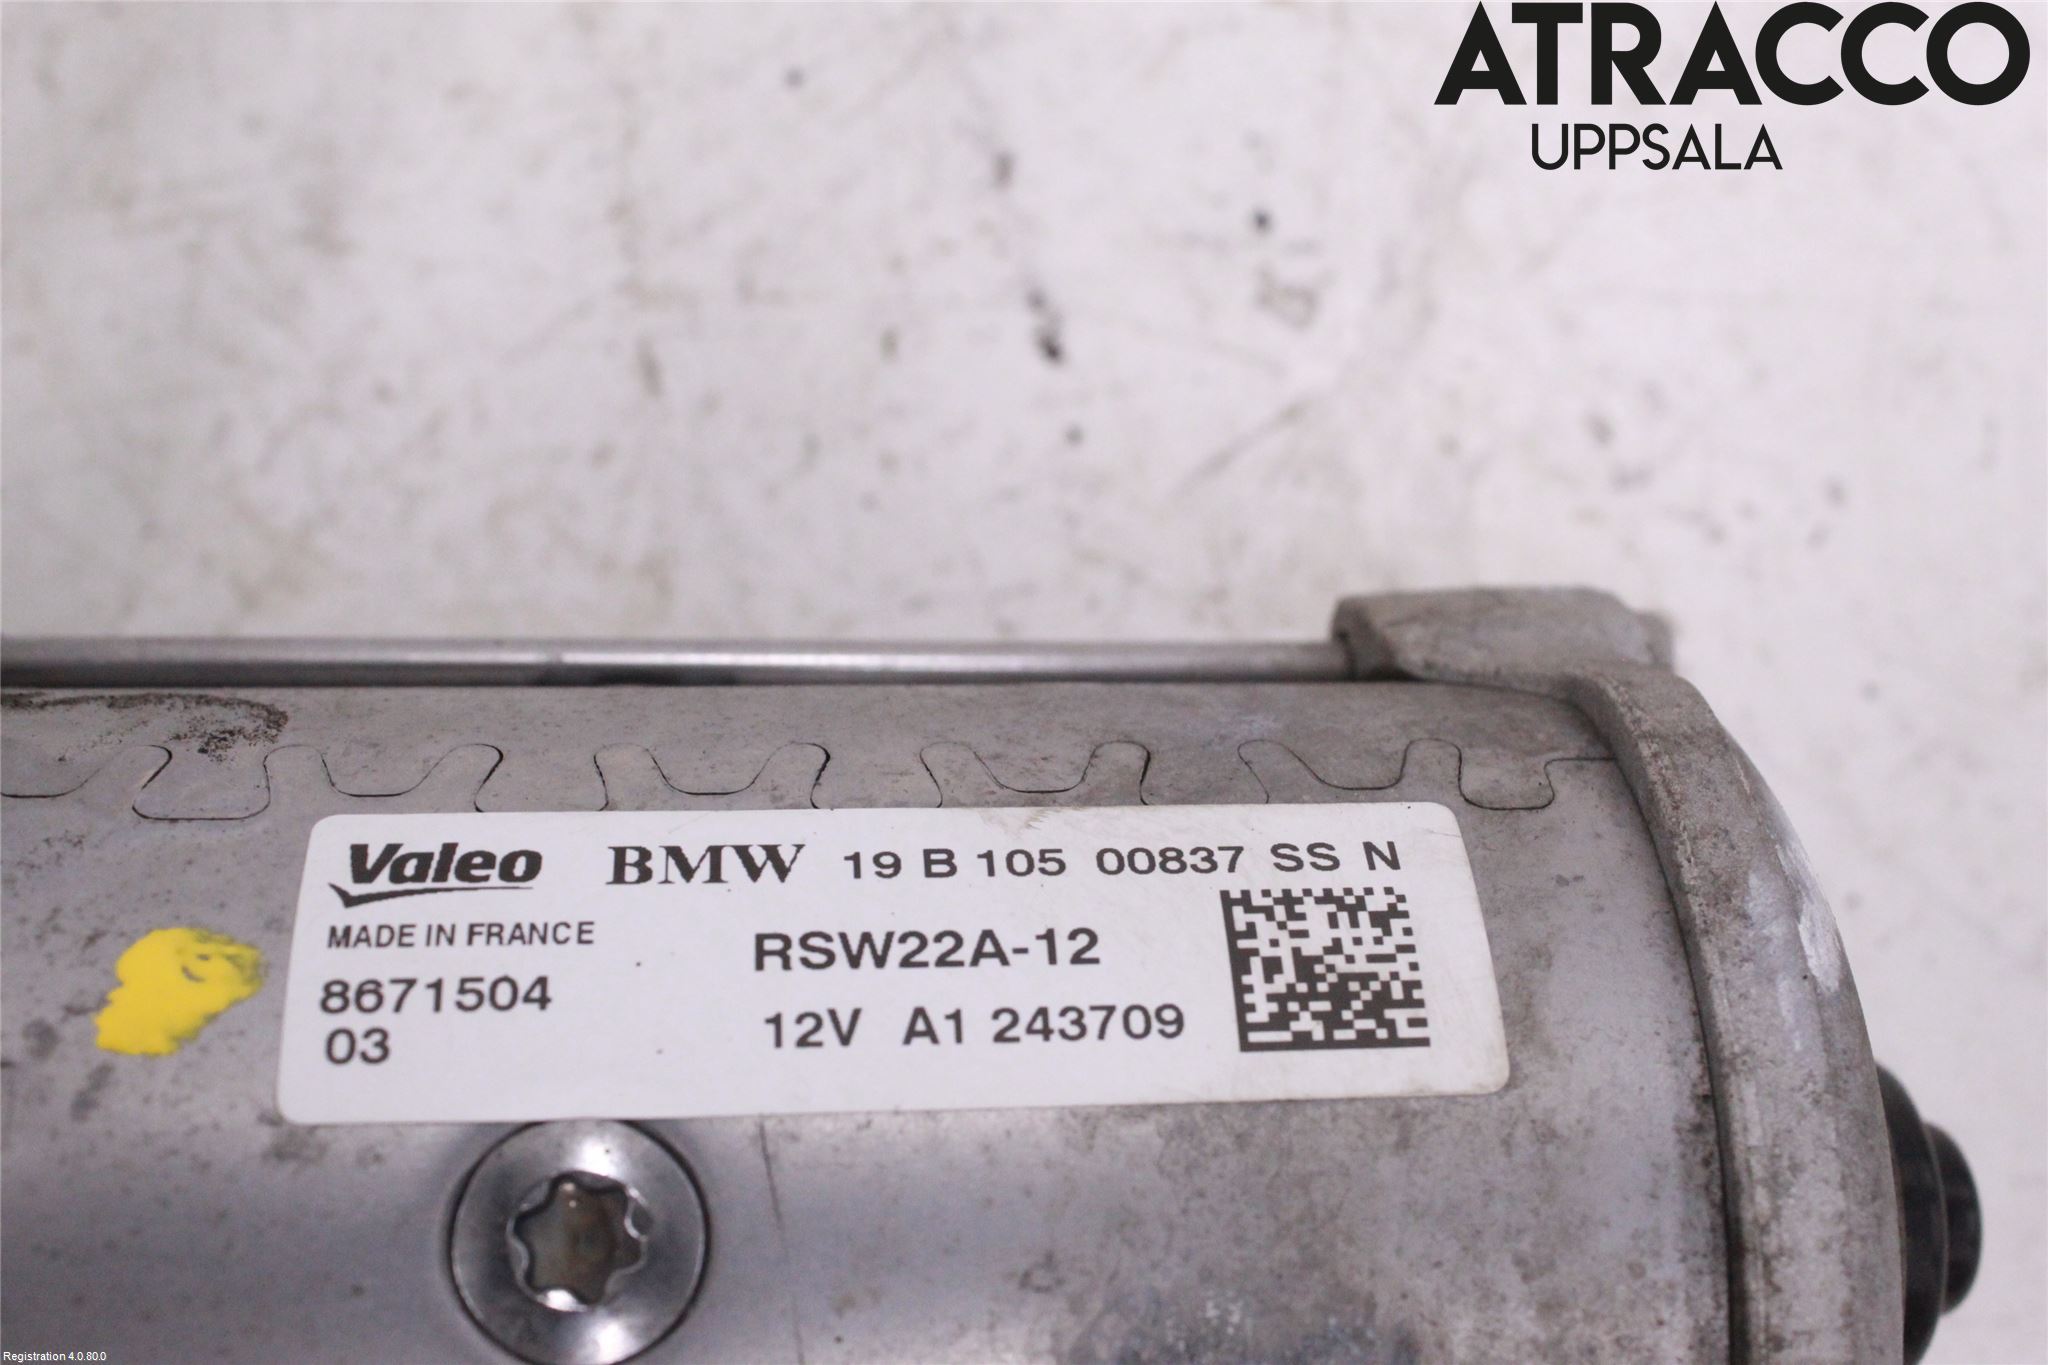 ATRACCO
UPPSALA
Valeo BMW 19 B 105 00837 SS N
MADE IN FRANCE
RSW22A-12
8671504
03
12V A1 243709
Registration 4.0.80.0